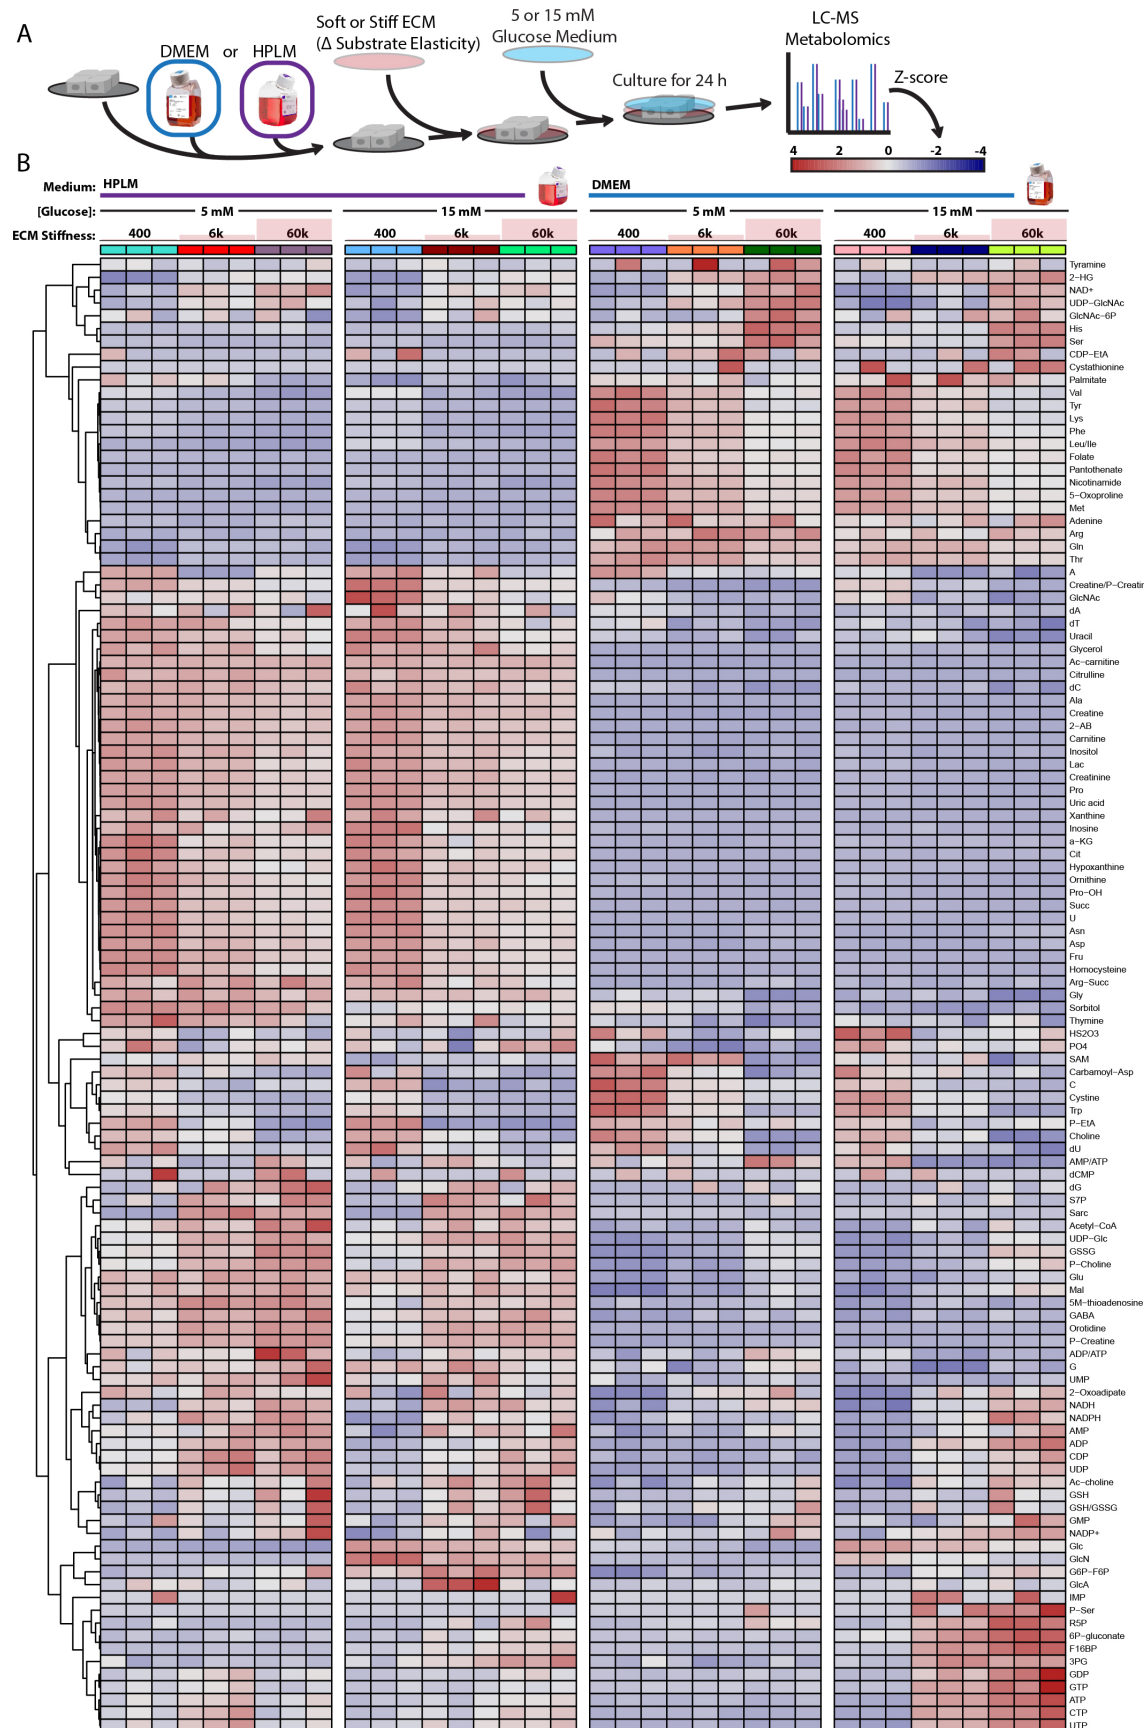 A
DMEM or HPLM
Soft or Stiff ECM
(Δ Substrate Elasticity)
5 or 15 mM
Glucose Medium
Culture for 24 h
LC-MS
Metabolomics
Z-score
4 2 0 -2 -4
B
Medium: HPLM DMEM
[Glucose]: 5 mM 15 mM 5 mM 15 mM
ECM Stiffness: 400 6k 60k 400 6k 60k 400 6k 60k 400 6k 60k
Tyramine
2-HG
NAD+
UDP-GlcNAc
GlcNAc-6P
His
Ser
CDP-EtA
Cystathionine
Palmitate
Val
Tyr
Lys
Phe
Leu/Ile
Folate
Pantothenate
Nicotinamide
5-Oxoproline
Met
Adenine
Arg
Gln
Thr
A
Creatine/P-Creatin
GlcNAc
dA
dT
Uracil
Glycerol
Ac-carnitine
Citrulline
dC
Ala
Creatine
2-AB
Carnitine
Inositol
Lac
Creatinine
Pro
Uric acid
Xanthine
Inosine
a-KG
Cit
Hypoxanthine
Ornithine
Pro-OH
Succ
U
Asn
Asp
Fru
Homocysteine
Arg-Succ
Gly
Sorbitol
Thymine
HS2O3
PO4
SAM
Carbamoyl-Asp
C
Cystine
Trp
P-EtA
Choline
dU
AMP/ATP
dCMP
dG
S7P
Sarc
Acetyl-CoA
UDP-Glc
GSSG
P-Choline
Glu
Mal
5M-thioadenosine
GABA
Orotidine
P-Creatine
ADP/ATP
G
UMP
2-Oxoadipate
NADH
NADPH
AMP
ADP
CDP
UDP
Ac-choline
GSH
GSH/GSSG
GMP
NADP+
Glc
GlcN
G6P-F6P
GlcA
IMP
P-Ser
R5P
6P-gluconate
F16BP
3PG
GDP
GTP
ATP
CTP
UTP